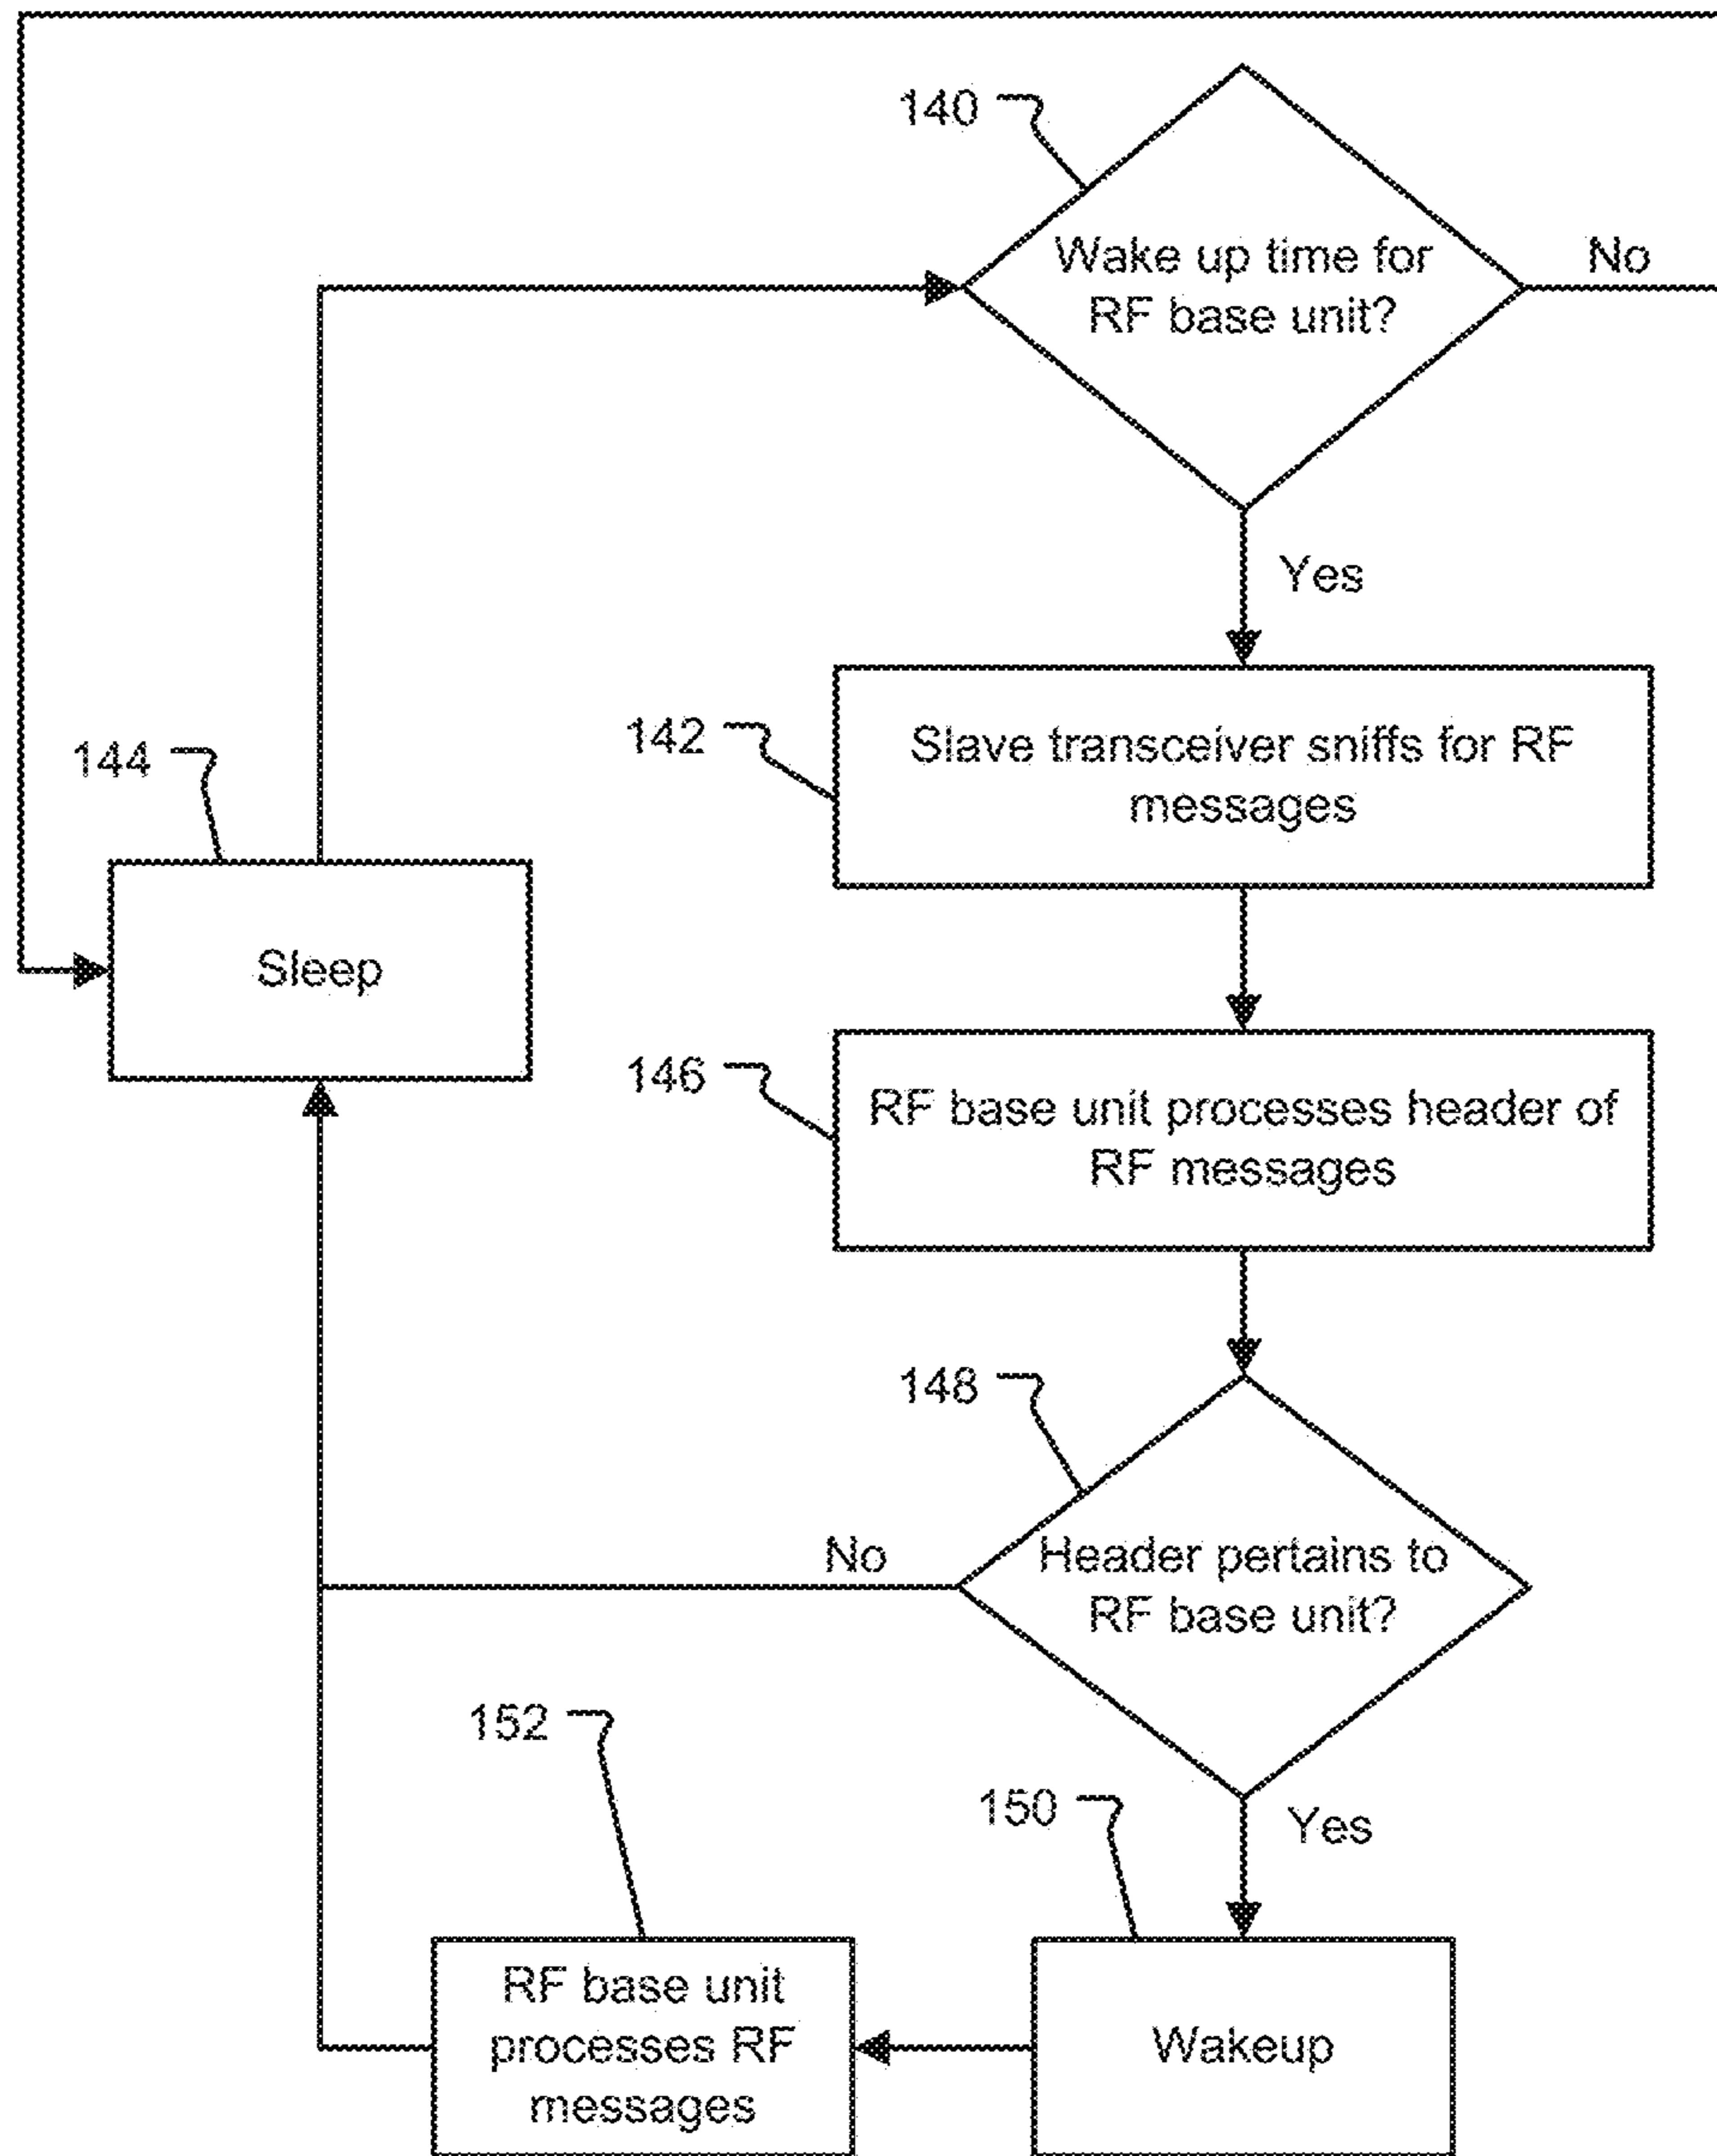 140
Wake up time for
RF base unit?
No
Yes
142
Slave transceiver sniffs for RF
messages
144
Sleep
146
RF base unit processes header of
RF messages
148
No
Header pertains to
RF base unit?
152
150
Yes
RF base unit
processes RF
messages
Wakeup